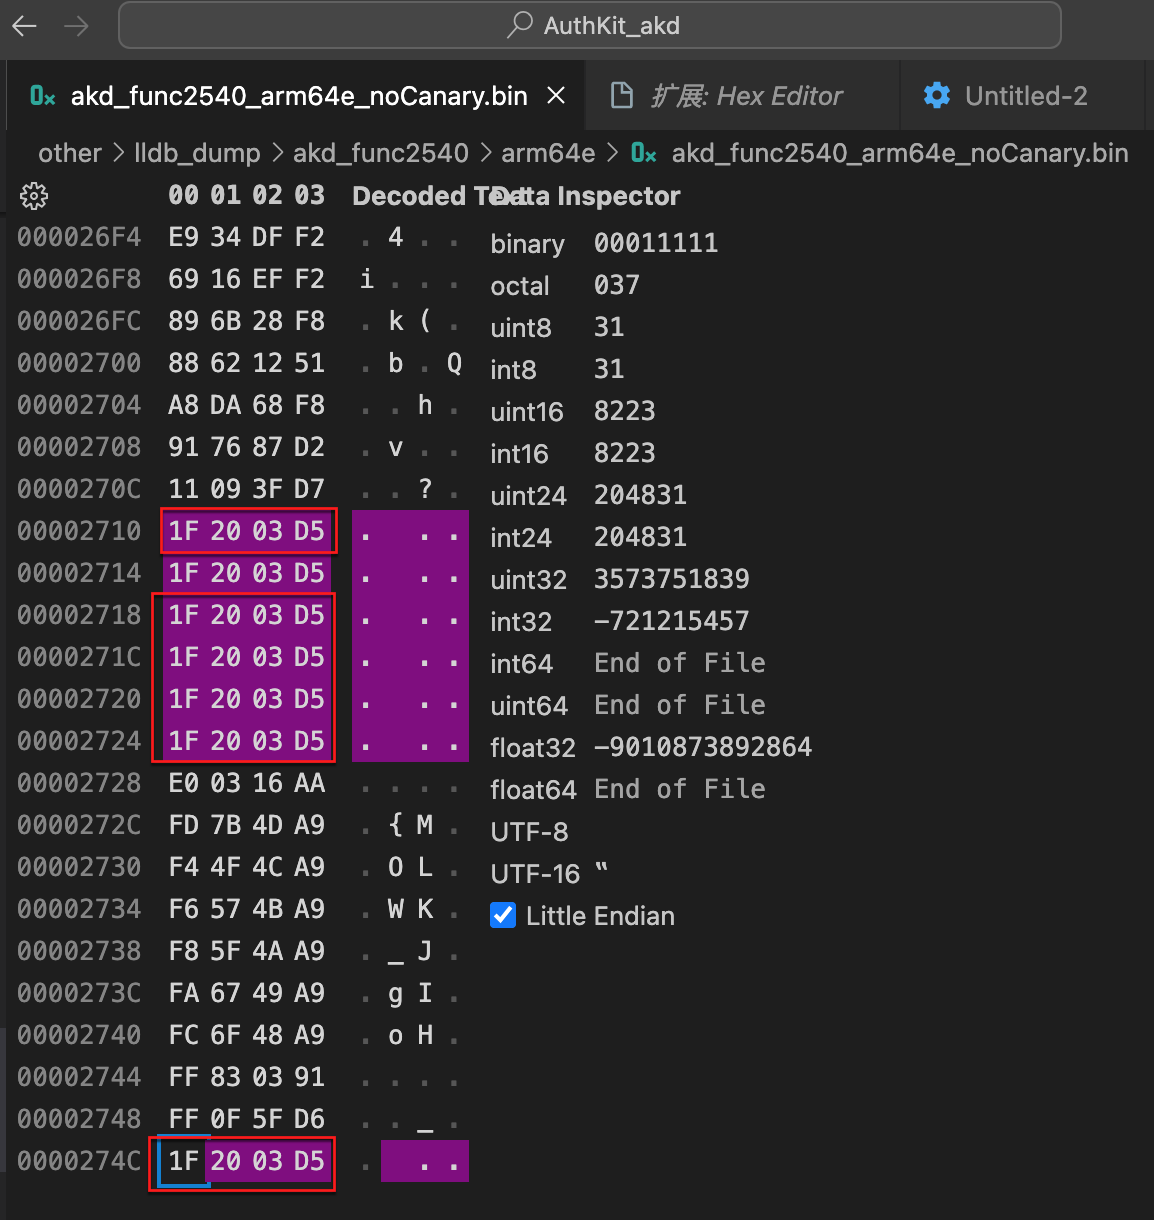 AuthKit_akd
akd_func2540_arm64e_noCanary.bin
扩展: Hex Editor
Untitled-2
other > lldb_dump > akd_func2540 > arm64e > akd_func2540_arm64e_noCanary.bin
00 01 02 03 Decoded Text Data Inspector
000026F4 E9 34 DF F2 . 4 . .
000026F8 69 16 EF F2 i . . .
000026FC 89 6B 28 F8 . k ( .
00002700 88 62 12 51 . b . Q
00002704 A8 DA 68 F8 . . h .
00002708 91 76 87 D2 . v . .
0000270C 11 09 3F D7 . . ? .
00002710 1F 20 03 D5 . . .
00002714 1F 20 03 D5 . . .
00002718 1F 20 03 D5 . . .
0000271C 1F 20 03 D5 . . .
00002720 1F 20 03 D5 . . .
00002724 1F 20 03 D5 . . .
00002728 E0 03 16 AA . . . .
0000272C FD 7B 4D A9 . { M .
00002730 F4 4F 4C A9 . O L .
00002734 F6 57 4B A9 . W K .
00002738 F8 5F 4A A9 . _ J .
0000273C FA 67 49 A9 . g I .
00002740 FC 6F 48 A9 . o H .
00002744 FF 83 03 91 . . . .
00002748 FF 0F 5F D6 . . _ .
0000274C 1F 20 03 D5 . . .
binary 00011111
octal 037
uint8 31
int8 31
uint16 8223
int16 8223
uint24 204831
int24 204831
uint32 3573751839
int32 -721215457
int64 End of File
uint64 End of File
float32 -9010873892864
float64 End of File
UTF-8
UTF-16 ‟
Little Endian